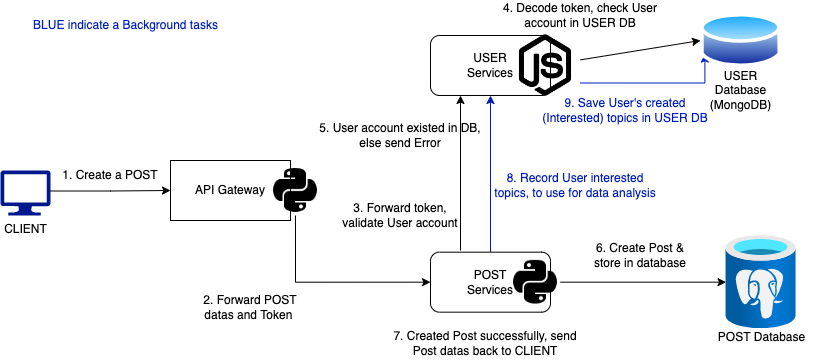 BLUE indicate a Background tasks
4. Decode token, check User
account in USER DB
USER
Services
JS
USER
Database
(MongoDB)
9. Save User's created
(Interested) topics in USER DB
5. User account existed in DB,
else send Error
1. Create a POST
API Gateway
CLIENT
8. Record User interested
topics, to use for data analysis
3. Forward token,
validate User account
6. Create Post &
store in database
POST
Services
2. Forward POST
datas and Token
7. Created Post successfully, send
Post datas back to CLIENT
POST Database